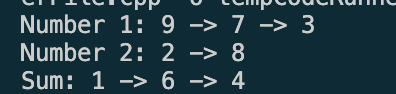 Number 1: 9 -> 7 -> 3
Number 2: 2 -> 8
Sum: 1 -> 6 -> 4